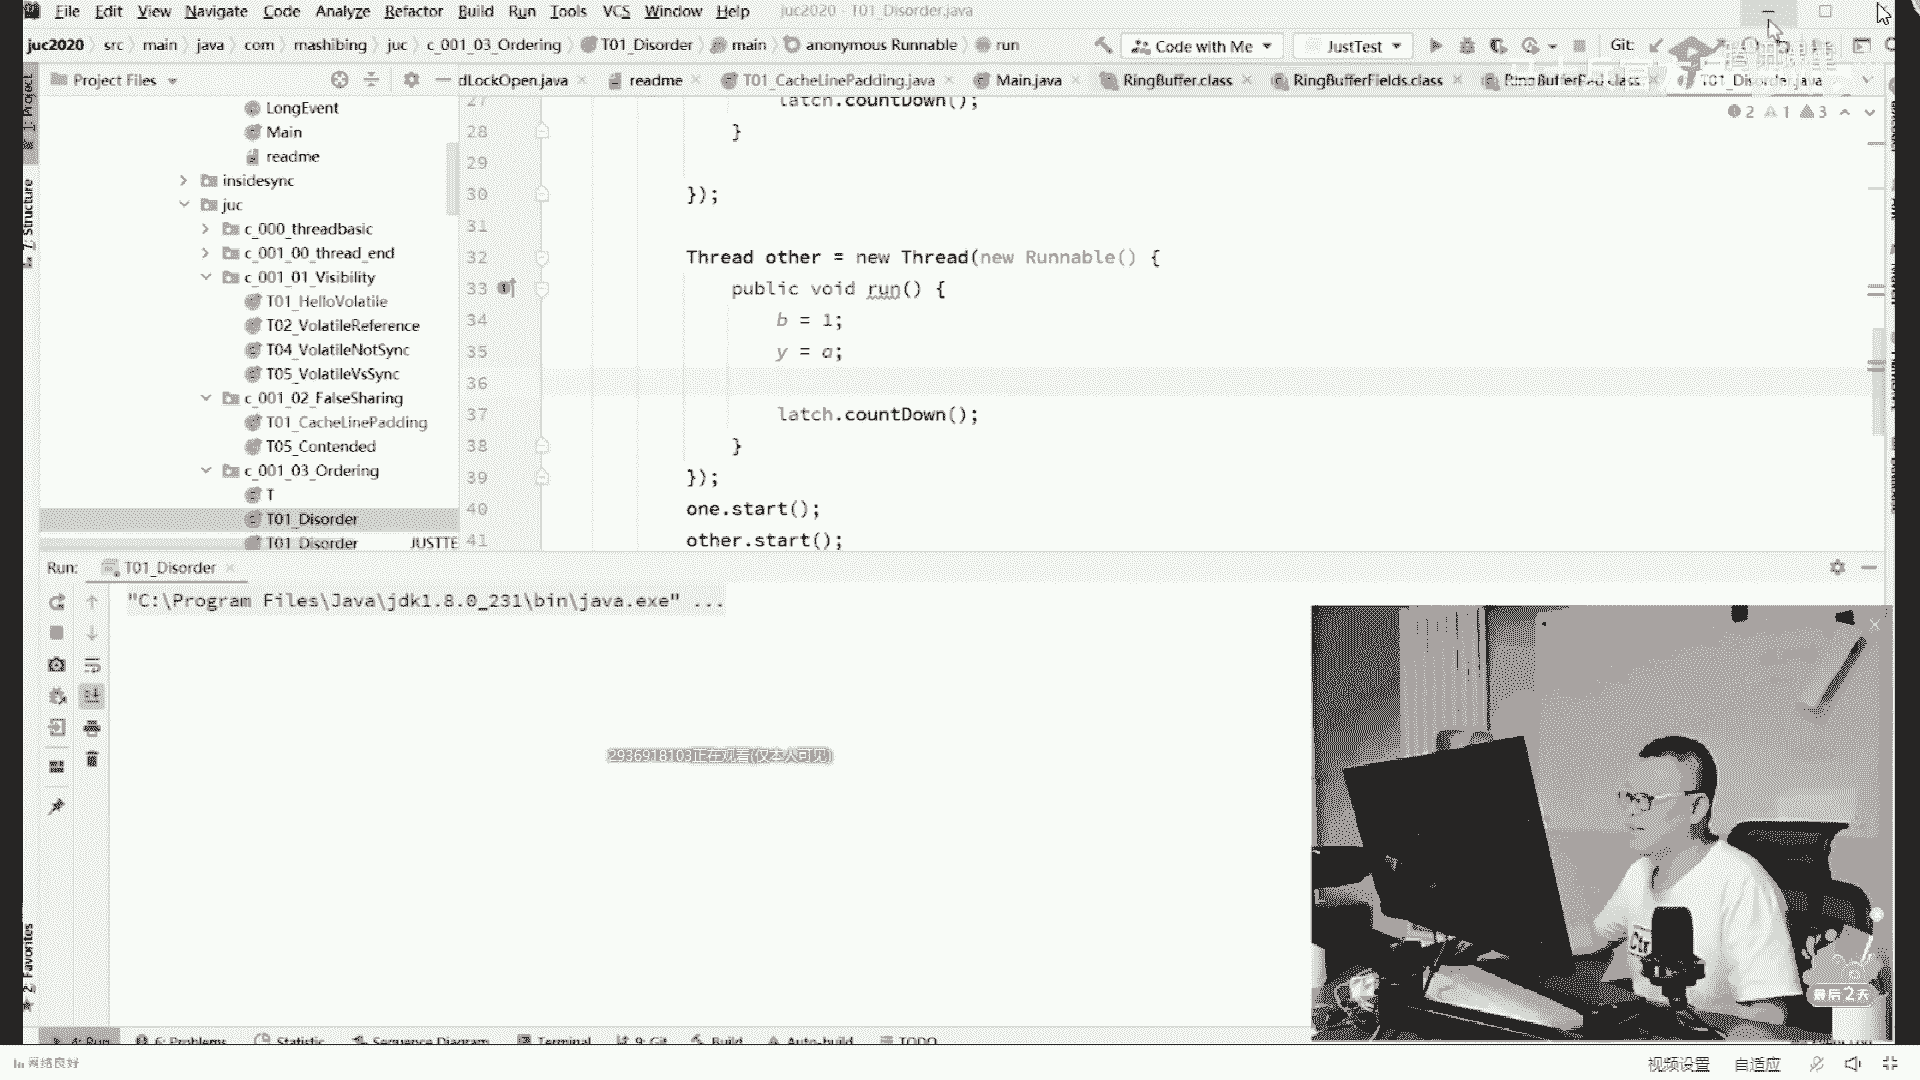 File Edit View Navigate Code Analyze Refactor Build Run Tools VCS Window Help juc2020 - T01_Disorder.java
juc2020 src main java com mashibing juc c_001_03_Ordering T01_Disorder main anonymous Runnable run Code with Me JustTest Git:
Project Files dLockOpen.java readme T01_CacheLinePadding.java Main.java RingBuffer.class RingBufferFields.class RingBufferPad.class T01_Disorder.java
1: Project
7: Structure
2: Favorites
LongEvent
Main
readme
insidesync
juc
c_000_threadbasic
c_001_00_thread_end
c_001_01_Visibility
T01_HelloVolatile
T02_VolatileReference
T04_VolatileNotSync
T05_VolatileVsSync
c_001_02_FalseSharing
T01_CacheLinePadding
T05_Contended
c_001_03_Ordering
T
T01_Disorder
T01_Disorder JUSTTE
2 1 3
27 latch.countDown();
28 }
29
30 });
31
32 Thread other = new Thread(new Runnable() {
33 public void run() {
34 b = 1;
35 y = a;
36
37 latch.countDown();
38 }
39 });
40 one.start();
41 other.start();
Run: T01_Disorder
"C:\Program Files\Java\jdk1.8.0_231\bin\java.exe" ...
2936918103正在观看(仅本人可见)
Ctr
最后2天
4: Run 6: Problems Statistic Sequence Diagram Terminal 9: Git Build Auto-build TODO
网络良好 视频设置 自适应